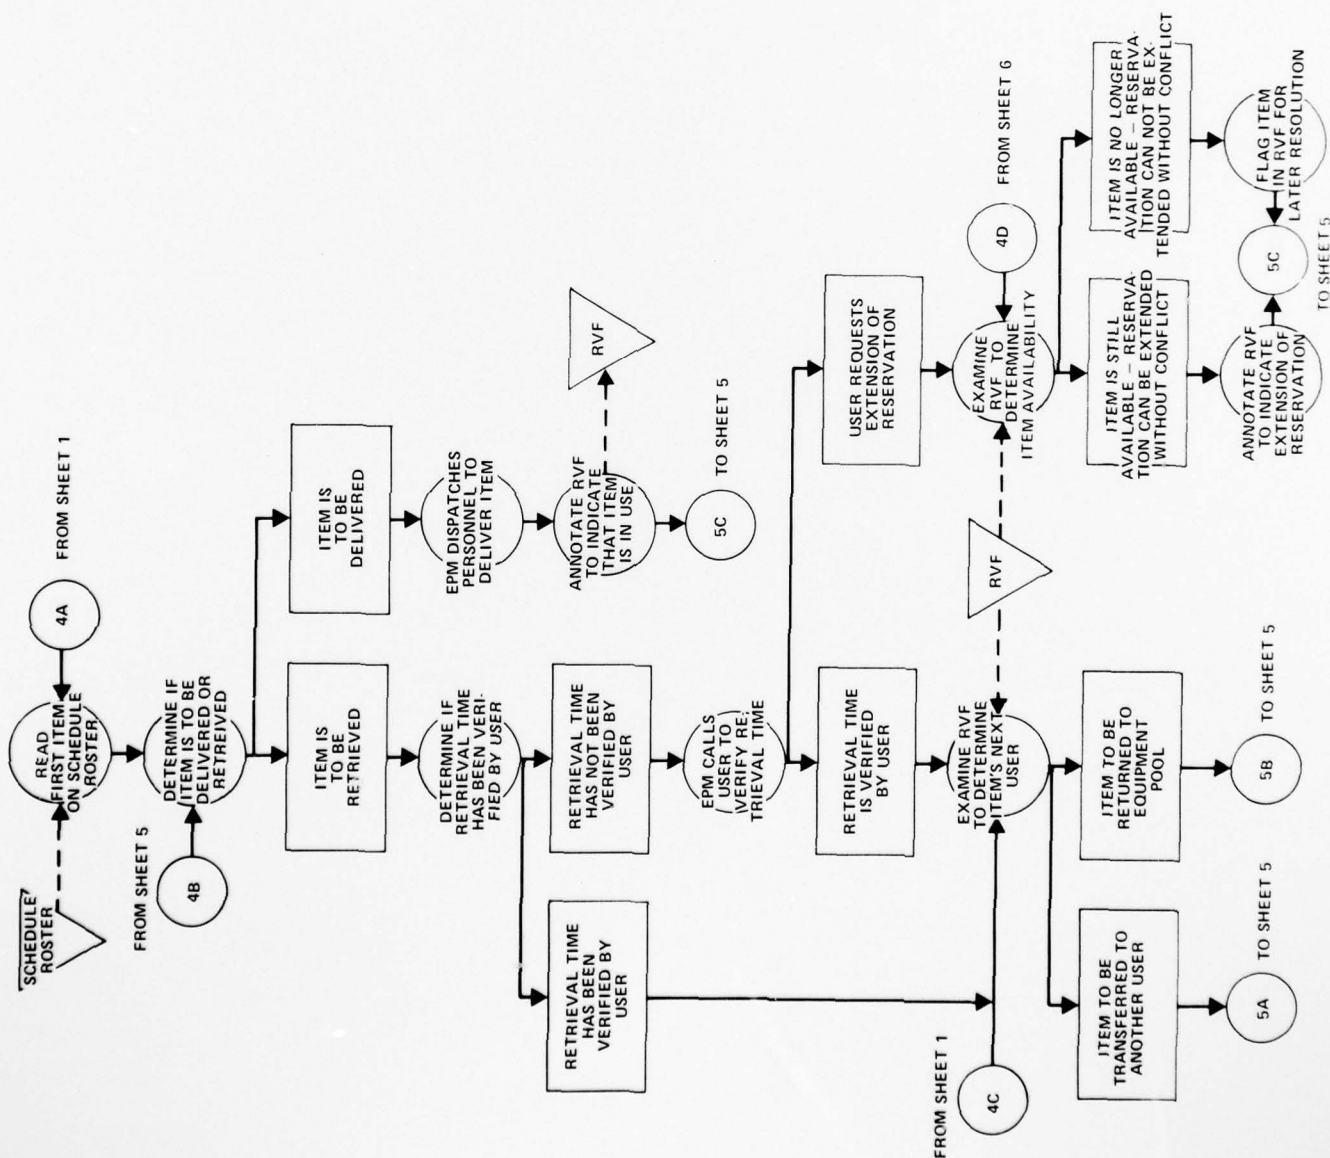 SCHEDULE
ROSTER
READ
FIRST ITEM
ON SCHEDULE
ROSTER
4A
FROM SHEET 1
FROM SHEET 5
4B
DETERMINE IF
ITEM IS TO BE
DELIVERED OR
RETREIVED
ITEM IS
TO BE
RETRIEVED
ITEM IS
TO BE
DELIVERED
DETERMINE IF
RETRIEVAL TIME
HAS BEEN VERI-
FIED BY USER
EPM DISPATCHES
PERSONNEL TO
DELIVER ITEM
RETRIEVAL TIME
HAS BEEN
VERIFIED BY
USER
RETRIEVAL TIME
HAS NOT BEEN
VERIFIED BY
USER
ANNOTATE RVF
TO INDICATE
THAT ITEM
IS IN USE
RVF
EPM CALLS
USER TO
VERIFY RE-
TRIEVAL TIME
5C
TO SHEET 5
RETRIEVAL TIME
IS VERIFIED
BY USER
USER REQUESTS
EXTENSION OF
RESERVATION
FROM SHEET 1
4C
EXAMINE RVF
TO DETERMINE
ITEM'S NEXT
USER
RVF
EXAMINE
RVF TO
DETERMINE
ITEM AVAILABILITY
4D
FROM SHEET 6
ITEM TO BE
TRANSFERRED TO
ANOTHER USER
ITEM TO BE
RETURNED TO
EQUIPMENT
POOL
ITEM IS STILL
AVAILABLE – RESERVA-
TION CAN BE EXTENDED
WITHOUT CONFLICT
ITEM IS NO LONGER
AVAILABLE – RESERVA-
TION CAN NOT BE EX-
TENDED WITHOUT CONFLICT
5A
TO SHEET 5
5B
TO SHEET 5
ANNOTATE RVF
TO INDICATE
EXTENSION OF
RESERVATION
5C
TO SHEET 5
FLAG ITEM
IN RVF FOR
LATER RESOLUTION